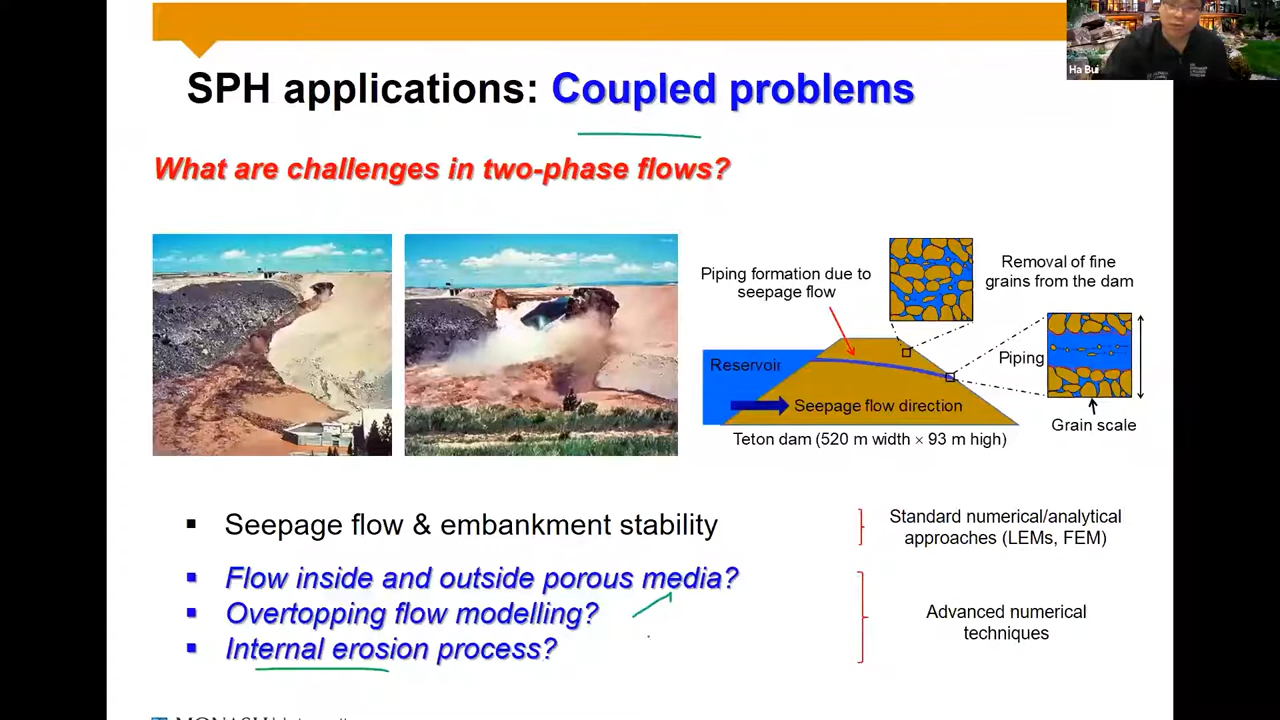 Ha Bui
SPH applications: Coupled problems
What are challenges in two-phase flows?
Piping formation due to
seepage flow
Removal of fine
grains from the dam
Reservoir
Piping
Seepage flow direction
Grain scale
Teton dam (520 m width × 93 m high)
▪ Seepage flow & embankment stability
Standard numerical/analytical
approaches (LEMs, FEM)
▪ Flow inside and outside porous media?
▪ Overtopping flow modelling?
▪ Internal erosion process?
Advanced numerical
techniques
MONASH